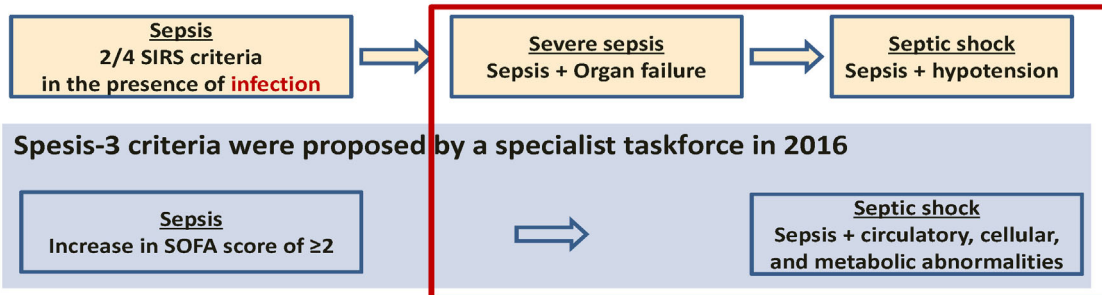 Sepsis
2/4 SIRS criteria
in the presence of infection
Severe sepsis
Sepsis + Organ failure
Septic shock
Sepsis + hypotension
Spesis-3 criteria were proposed by a specialist taskforce in 2016
Sepsis
Increase in SOFA score of ≥2
Septic shock
Sepsis + circulatory, cellular,
and metabolic abnormalities